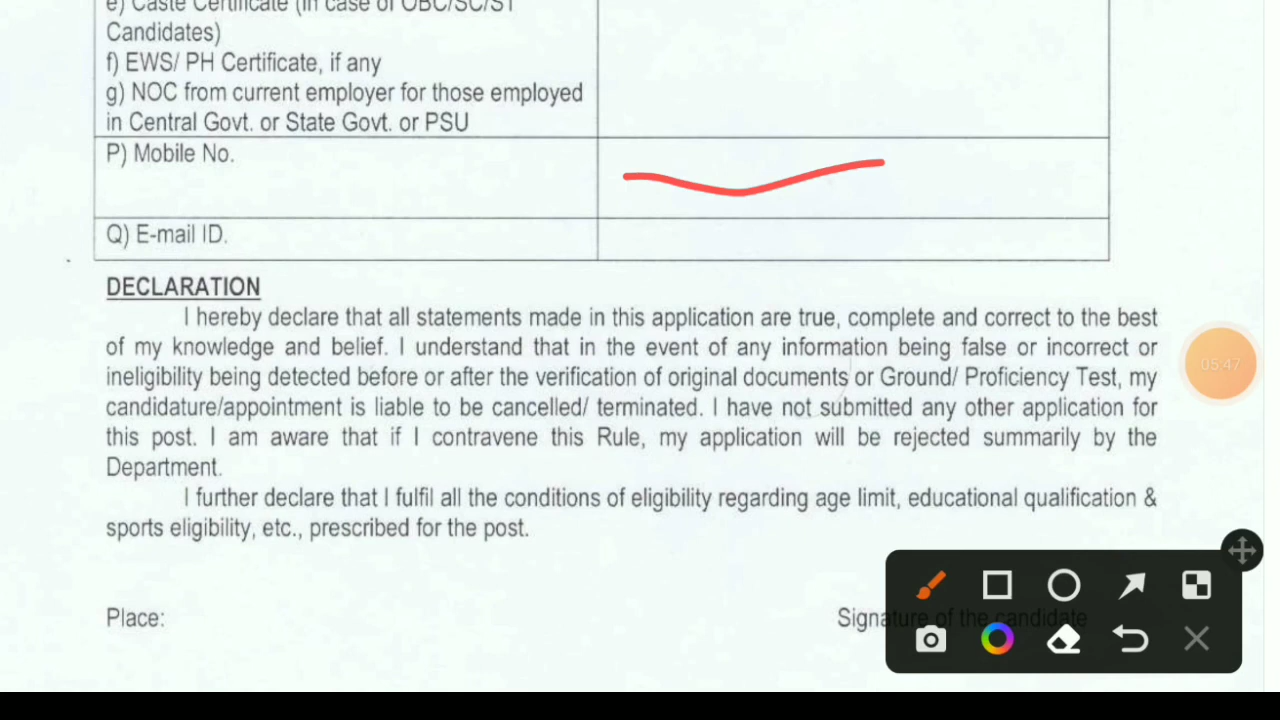 e) Caste Certificate (in case of OBC/SC/ST
Candidates)
f) EWS/ PH Certificate, if any
g) NOC from current employer for those employed
in Central Govt. or State Govt. or PSU
P) Mobile No.
Q) E-mail ID.
DECLARATION
I hereby declare that all statements made in this application are true, complete and correct to the best
of my knowledge and belief. I understand that in the event of any information being false or incorrect or
ineligibility being detected before or after the verification of original documents or Ground/ Proficiency Test, my
candidature/appointment is liable to be cancelled/ terminated. I have not submitted any other application for
this post. I am aware that if I contravene this Rule, my application will be rejected summarily by the
Department.
I further declare that I fulfil all the conditions of eligibility regarding age limit, educational qualification &
sports eligibility, etc., prescribed for the post.
Place:
Signature of the candidate
05:47